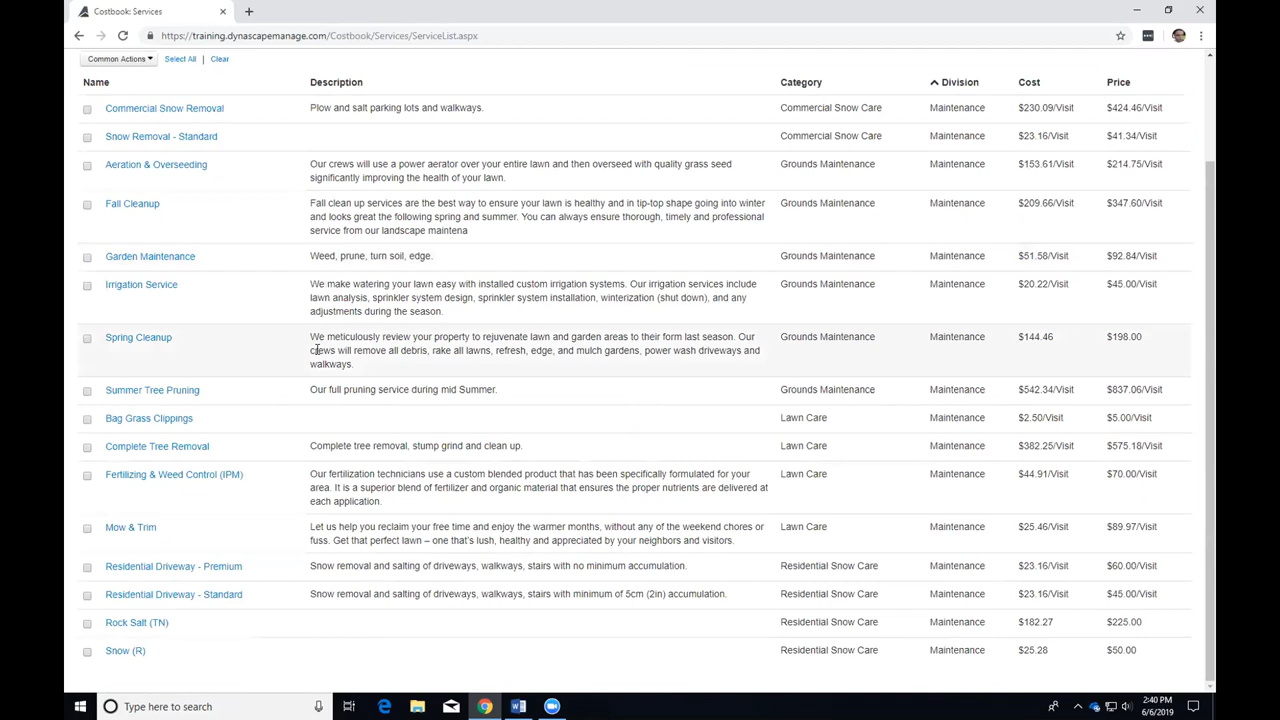 Costbook: Services
https://training.dynascapemanage.com/Costbook/Services/ServiceList.aspx
Common Actions Select All | Clear
Name Description Category Division Cost Price
Commercial Snow Removal Plow and salt parking lots and walkways. Commercial Snow Care Maintenance $230.09/Visit $424.46/Visit
Snow Removal - Standard Commercial Snow Care Maintenance $23.16/Visit $41.34/Visit
Aeration & Overseeding Our crews will use a power aerator over your entire lawn and then overseed with quality grass seed Grounds Maintenance Maintenance $153.61/Visit $214.75/Visit
significantly improving the health of your lawn.
Fall Cleanup Fall clean up services are the best way to ensure your lawn is healthy and in tip-top shape going into winter Grounds Maintenance Maintenance $209.66/Visit $347.60/Visit
and looks great the following spring and summer. You can always ensure thorough, timely and professional
service from our landscape maintena
Garden Maintenance Weed, prune, turn soil, edge. Grounds Maintenance Maintenance $51.58/Visit $92.84/Visit
Irrigation Service We make watering your lawn easy with installed custom irrigation systems. Our irrigation services include Grounds Maintenance Maintenance $20.22/Visit $45.00/Visit
lawn analysis, sprinkler system design, sprinkler system installation, winterization (shut down), and any
adjustments during the season.
Spring Cleanup We meticulously review your property to rejuvenate lawn and garden areas to their form last season. Our Grounds Maintenance Maintenance $144.46 $198.00
crews will remove all debris, rake all lawns, refresh, edge, and mulch gardens, power wash driveways and
walkways.
Summer Tree Pruning Our full pruning service during mid Summer. Grounds Maintenance Maintenance $542.34/Visit $837.06/Visit
Bag Grass Clippings Lawn Care Maintenance $2.50/Visit $5.00/Visit
Complete Tree Removal Complete tree removal, stump grind and clean up. Lawn Care Maintenance $382.25/Visit $575.18/Visit
Fertilizing & Weed Control (IPM) Our fertilization technicians use a custom blended product that has been specifically formulated for your Lawn Care Maintenance $44.91/Visit $70.00/Visit
area. It is a superior blend of fertilizer and organic material that ensures the proper nutrients are delivered at
each application.
Mow & Trim Let us help you reclaim your free time and enjoy the warmer months, without any of the weekend chores or Lawn Care Maintenance $25.46/Visit $89.97/Visit
fuss. Get that perfect lawn – one that's lush, healthy and appreciated by your neighbors and visitors.
Residential Driveway - Premium Snow removal and salting of driveways, walkways, stairs with no minimum accumulation. Residential Snow Care Maintenance $23.16/Visit $60.00/Visit
Residential Driveway - Standard Snow removal and salting of driveways, walkways, stairs with minimum of 5cm (2in) accumulation. Residential Snow Care Maintenance $23.16/Visit $45.00/Visit
Rock Salt (TN) Residential Snow Care Maintenance $182.27 $225.00
Snow (R) Residential Snow Care Maintenance $25.28 $50.00
Type here to search 2:40 PM
6/6/2019